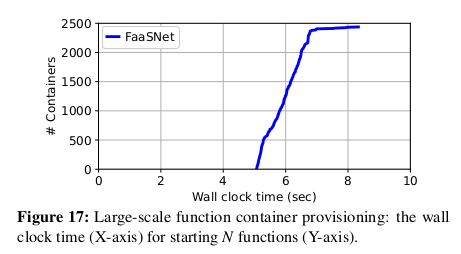 2500
2000
1500
1000
500
0
# Containers
FaaSNet
0 2 4 6 8 10
Wall clock time (sec)
Figure 17: Large-scale function container provisioning: the wall
clock time (X-axis) for starting N functions (Y-axis).